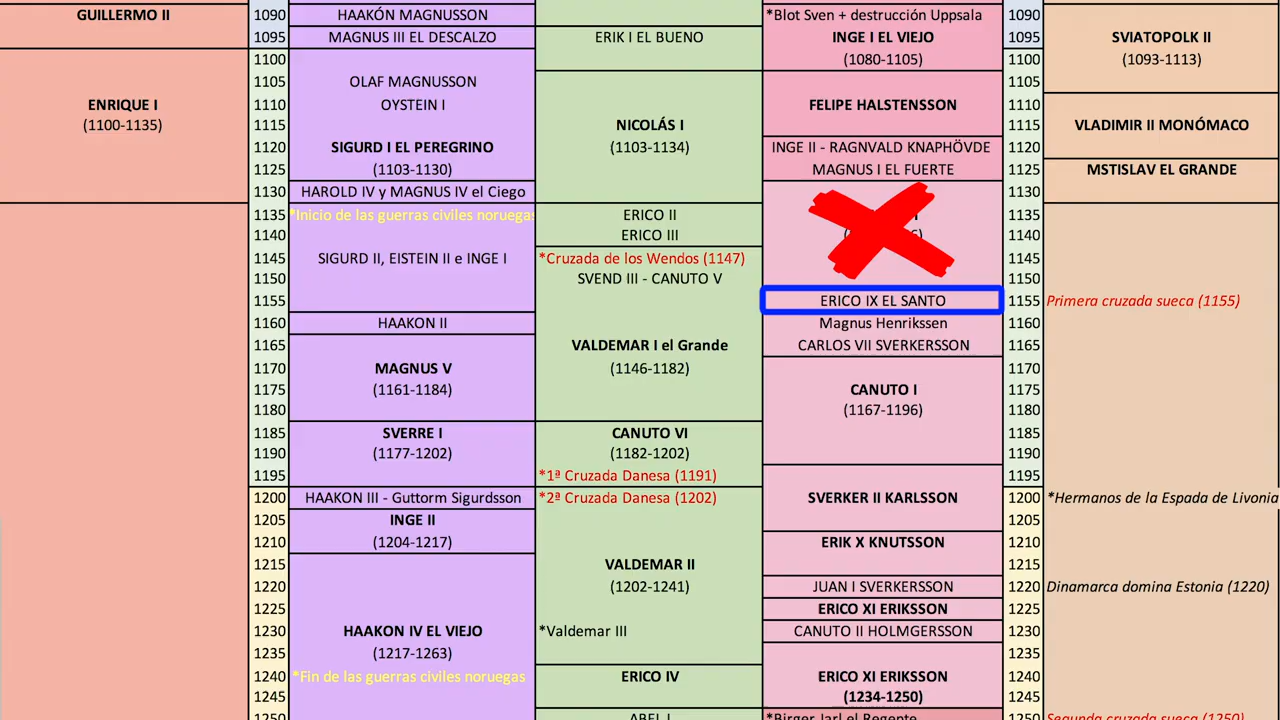 GUILLERMO II 1090 HAAKÓN MAGNUSSON *Blot Sven + destrucción Uppsala 1090
1095 MAGNUS III EL DESCALZO ERIK I EL BUENO INGE I EL VIEJO 1095 SVIATOPOLK II
1100 (1080-1105) 1100 (1093-1113)
1105 OLAF MAGNUSSON 1105
ENRIQUE I 1110 OYSTEIN I FELIPE HALSTENSSON 1110
(1100-1135) 1115 NICOLÁS I 1115 VLADIMIR II MONÓMACO
1120 SIGURD I EL PEREGRINO (1103-1134) INGE II - RAGNVALD KNAPHÖVDE 1120
1125 (1103-1130) MAGNUS I EL FUERTE 1125 MSTISLAV EL GRANDE
1130 HAROLD IV y MAGNUS IV el Ciego 1130
1135 *Inicio de las guerras civiles noruegas ERICO II 1135
1140 ERICO III 1140
1145 SIGURD II, EISTEIN II e INGE I *Cruzada de los Wendos (1147) 1145
1150 SVEND III - CANUTO V 1150
1155 ERICO IX EL SANTO 1155 Primera cruzada sueca (1155)
1160 HAAKON II Magnus Henrikssen 1160
1165 VALDEMAR I el Grande CARLOS VII SVERKERSSON 1165
1170 MAGNUS V (1146-1182) 1170
1175 (1161-1184) CANUTO I 1175
1180 (1167-1196) 1180
1185 SVERRE I CANUTO VI 1185
1190 (1177-1202) (1182-1202) 1190
1195 *1ª Cruzada Danesa (1191) 1195
1200 HAAKON III - Guttorm Sigurdsson *2ª Cruzada Danesa (1202) SVERKER II KARLSSON 1200 *Hermanos de la Espada de Livonia
1205 INGE II 1205
1210 (1204-1217) ERIK X KNUTSSON 1210
1215 VALDEMAR II 1215
1220 (1202-1241) JUAN I SVERKERSSON 1220 Dinamarca domina Estonia (1220)
1225 ERICO XI ERIKSSON 1225
1230 HAAKON IV EL VIEJO *Valdemar III CANUTO II HOLMGERSSON 1230
1235 (1217-1263) 1235
1240 *Fin de las guerras civiles noruegas ERICO IV ERICO XI ERIKSSON 1240
1245 (1234-1250) 1245
1250 ABEL I *Birger Jarl el Regente 1250 Segunda cruzada sueca (1250)